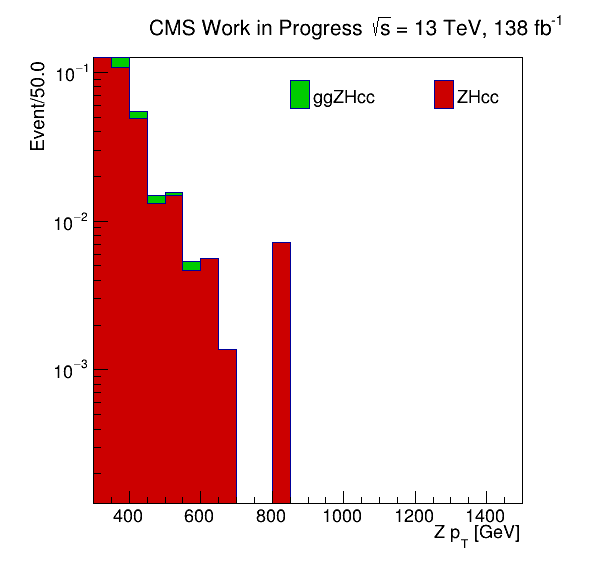 CMS Work in Progress √s = 13 TeV, 138 fb⁻¹
Event/50.0
ggZHcc
ZHcc
10⁻¹
10⁻²
10⁻³
400 600 800 1000 1200 1400
Z p_T [GeV]